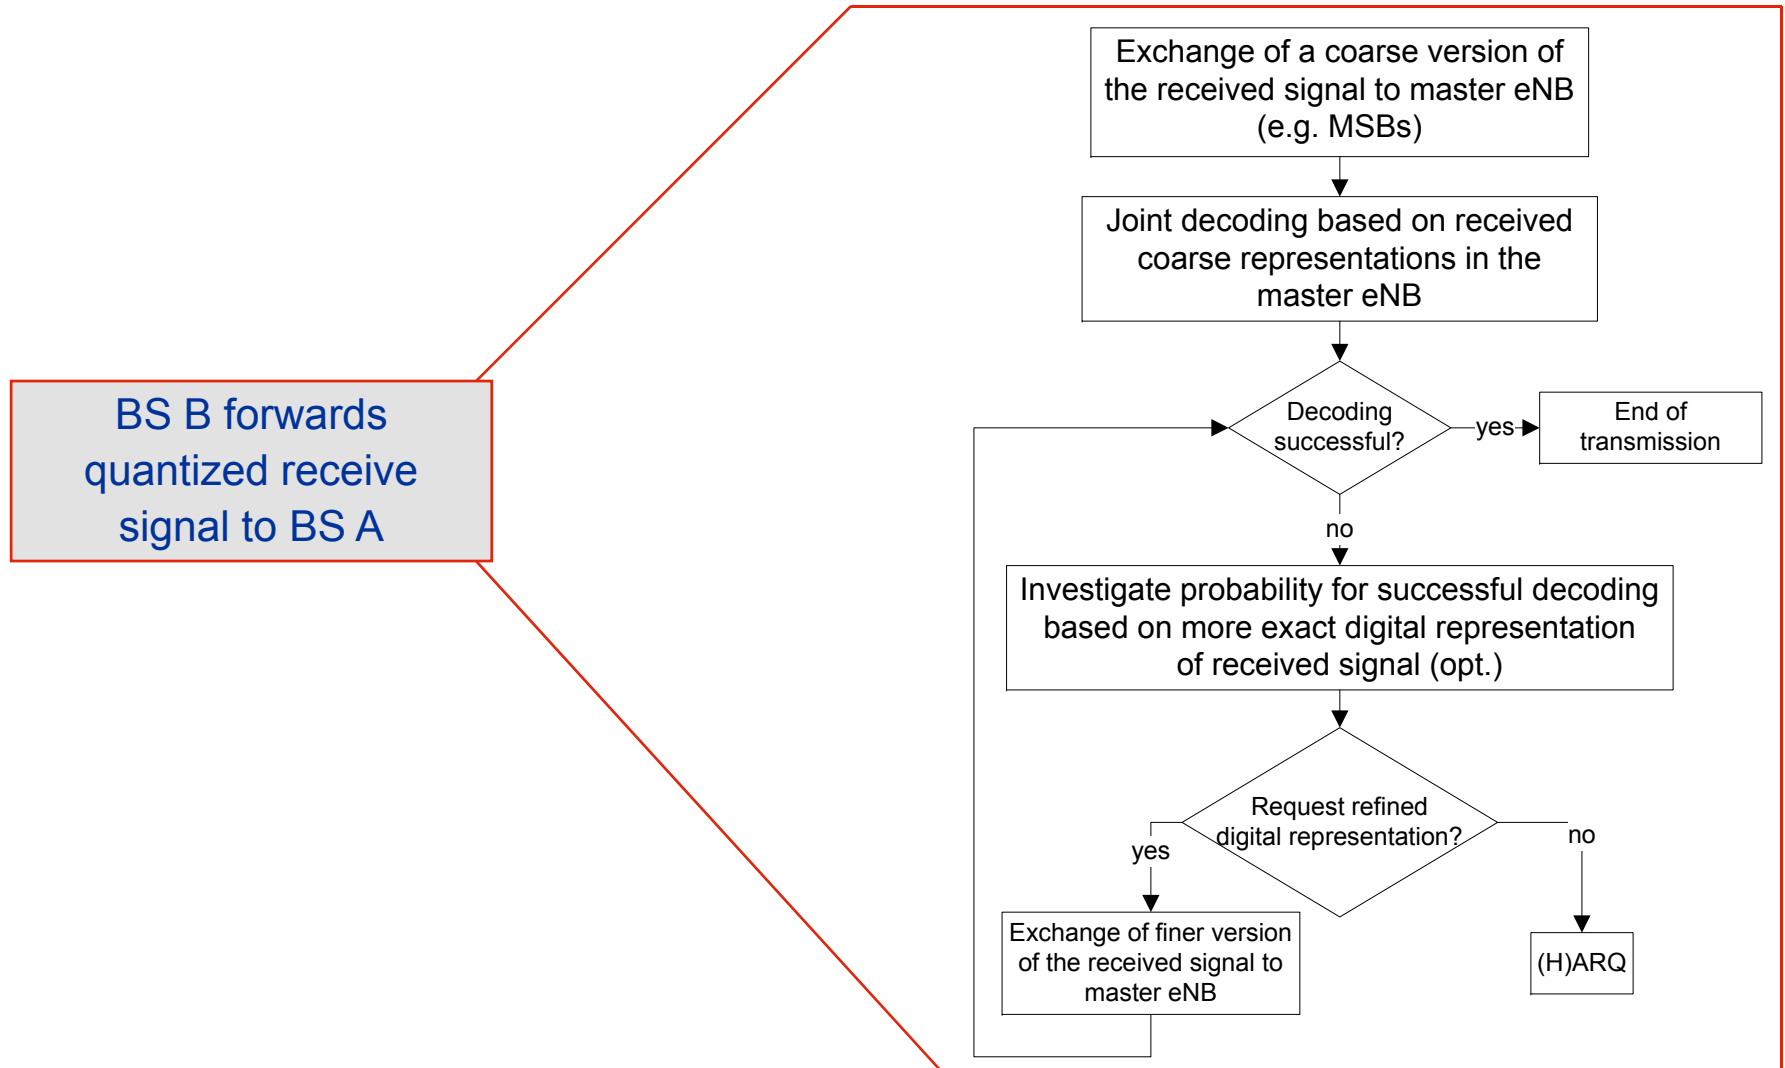 BS B forwards
quantized receive
signal to BS A
Exchange of a coarse version of
the received signal to master eNB
(e.g. MSBs)
Joint decoding based on received
coarse representations in the
master eNB
Decoding
successful?
yes
End of
transmission
no
Investigate probability for successful decoding
based on more exact digital representation
of received signal (opt.)
Request refined
digital representation?
yes
no
Exchange of finer version
of the received signal to
master eNB
(H)ARQ